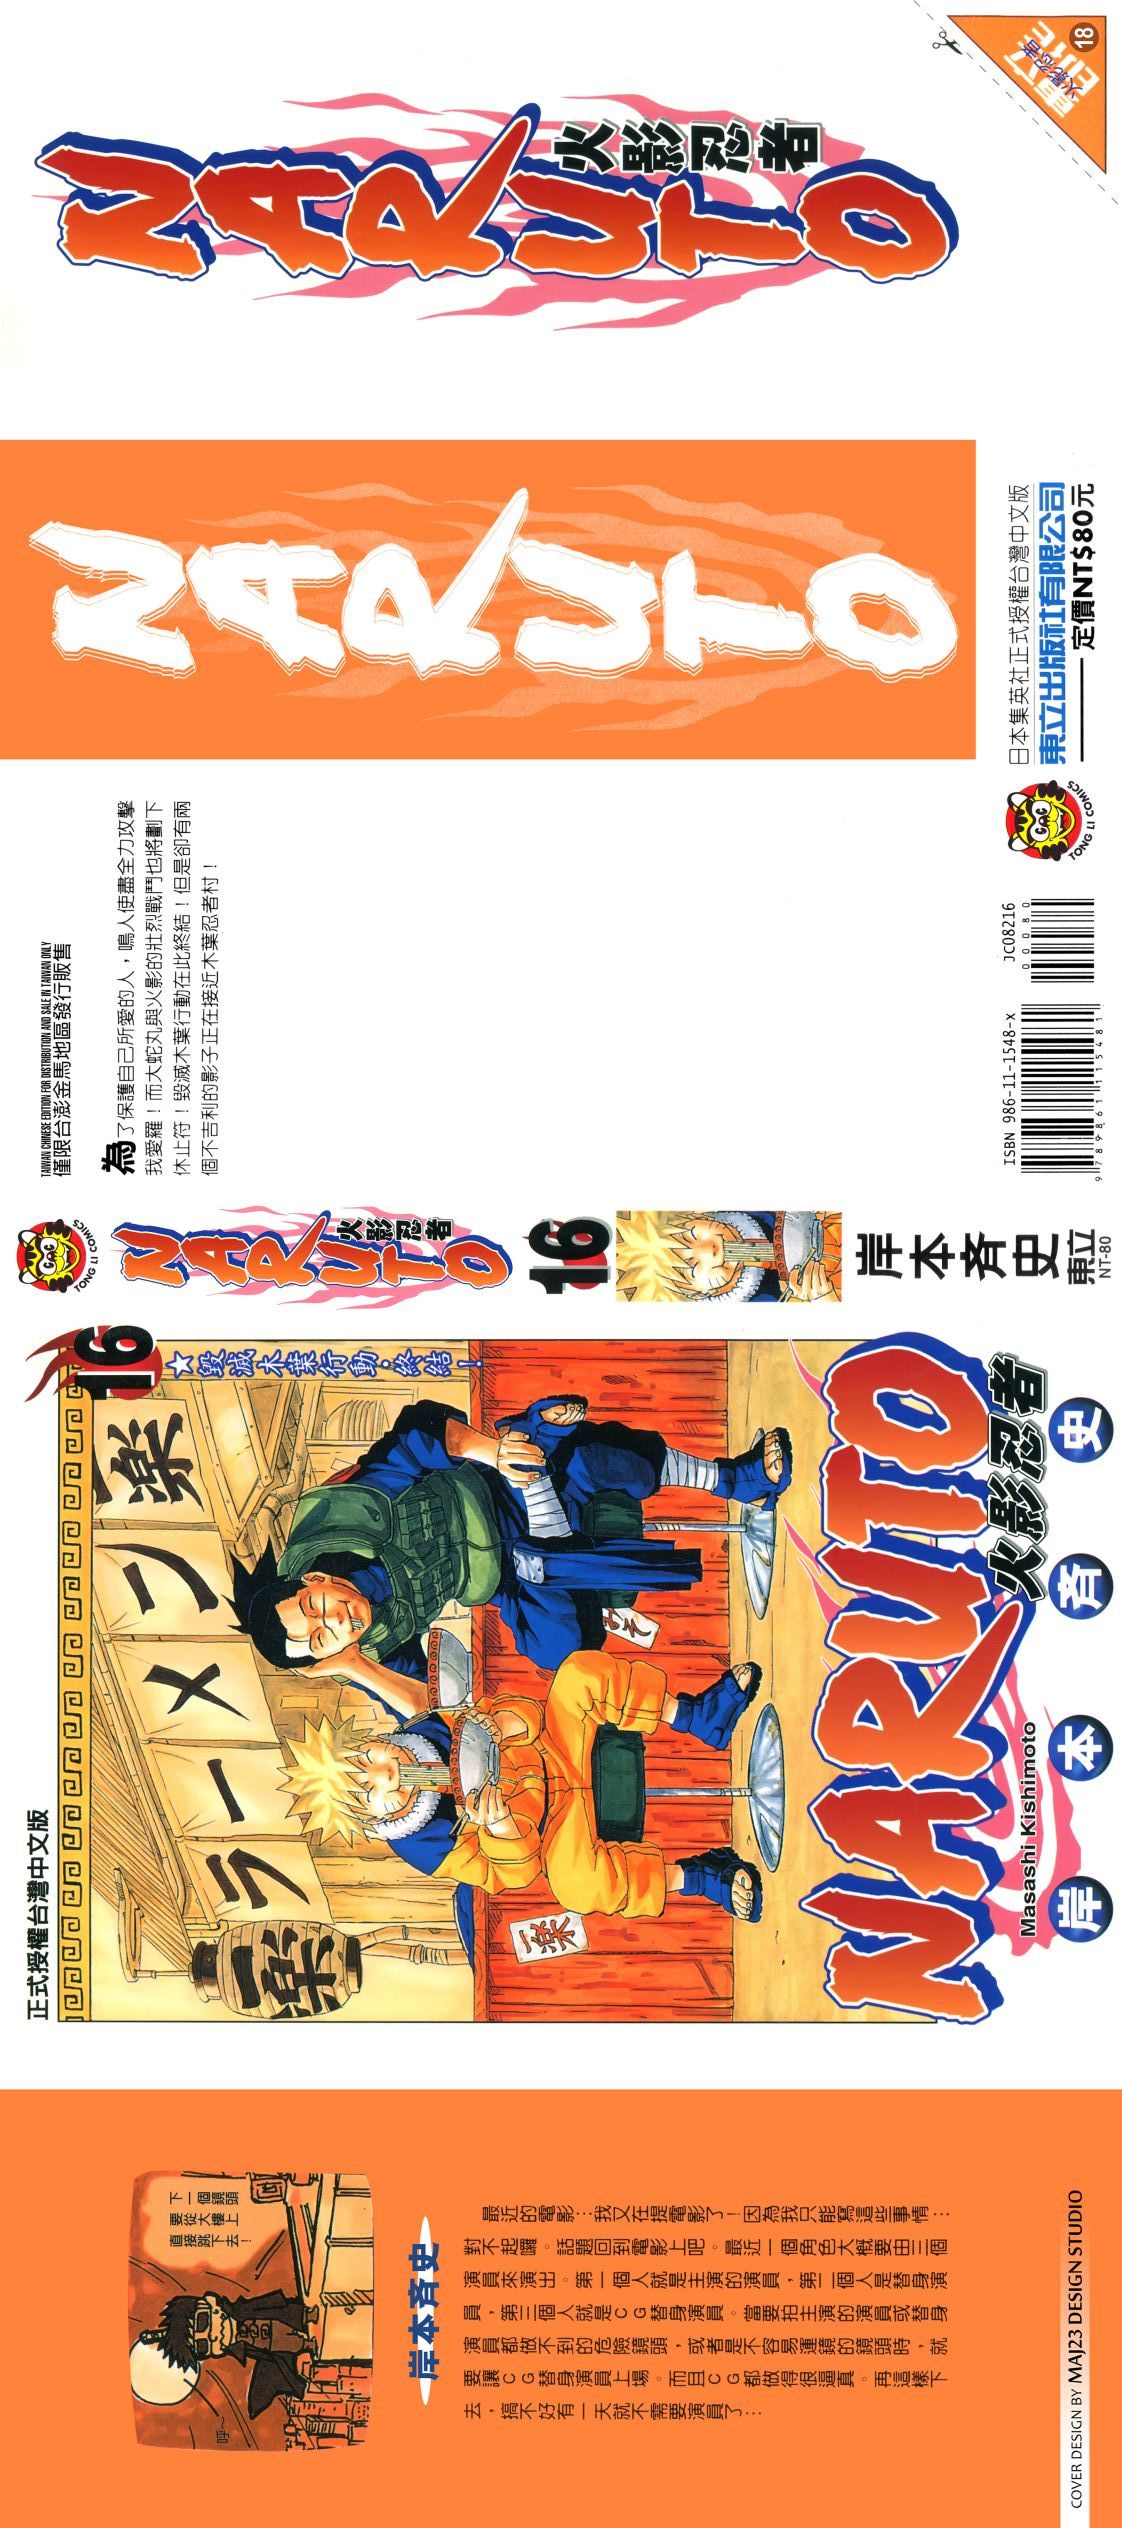 東立
火影忍者
18
NARUTO
火影忍者
NARUTO
日本集英社正式授權台灣中文版
東立出版社有限公司
定價NT$80元
TONG LI COMICS
TAIWAN CHINESE EDITION FOR DISTRIBUTION AND SALE IN TAIWAN ONLY
僅限台澎金馬地區發行販售
為了保護自己所愛的人，鳴人使盡全力攻擊
我愛羅！而大蛇丸與火影的壯烈戰鬥也將劃下
休止符！毀滅木葉行動在此終結！但是卻有兩
個不吉利的影子正在接近木葉忍者村！
JC08216
00080
ISBN 986-11-1548-x
9789861115481
TONG LI COMICS
NARUTO
火影忍者
16
岸本斉史
東立
NT-80
正式授權台灣中文版
16
★毀滅木葉行動，終結！
ラーメン
一楽
一楽
一楽
みそ
NARUTO
火影忍者
Masashi Kishimoto
岸本斉史
下一個鏡頭
要從大樓上
直接跳下去！
呼～
岸本斉史
最近的電影…我又在提電影了！因為我只能寫這些事情…
對不起囉。話題回到電影上吧。最近一個角色大概要由三個
演員來演出。第一個人就是主演的演員，第二個人是替身演
員，第三個人就是CG替身演員。當要拍主演的演員或替身
演員都做不到的危險鏡頭，或者是不容易運鏡的鏡頭時，就
要讓CG替身演員上場。而且CG都做得很逼真。再這樣下
去，搞不好有一天就不需要演員了…
COVER DESIGN BY MAJ23 DESIGN STUDIO